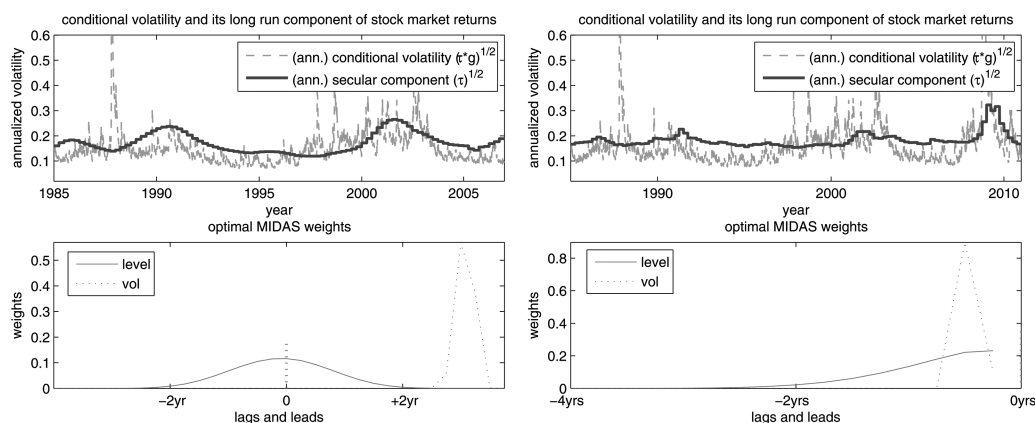 conditional volatility and its long run component of stock market returns
0.6
0.5
0.4
0.3
0.2
0.1
annualized volatility
(ann.) conditional volatility (τ*g)1/2
(ann.) secular component (τ)1/2
1985 1990 1995 2000 2005
year
conditional volatility and its long run component of stock market returns
0.6
0.5
0.4
0.3
0.2
0.1
annualized volatility
(ann.) conditional volatility (τ*g)1/2
(ann.) secular component (τ)1/2
1990 2000 2010
year
optimal MIDAS weights
0.5
0.4
0.3
0.2
0.1
0
weights
level
vol
−2yr 0 +2yr
lags and leads
optimal MIDAS weights
0.8
0.6
0.4
0.2
0
weights
level
vol
−4yrs −2yrs 0yrs
lags and leads